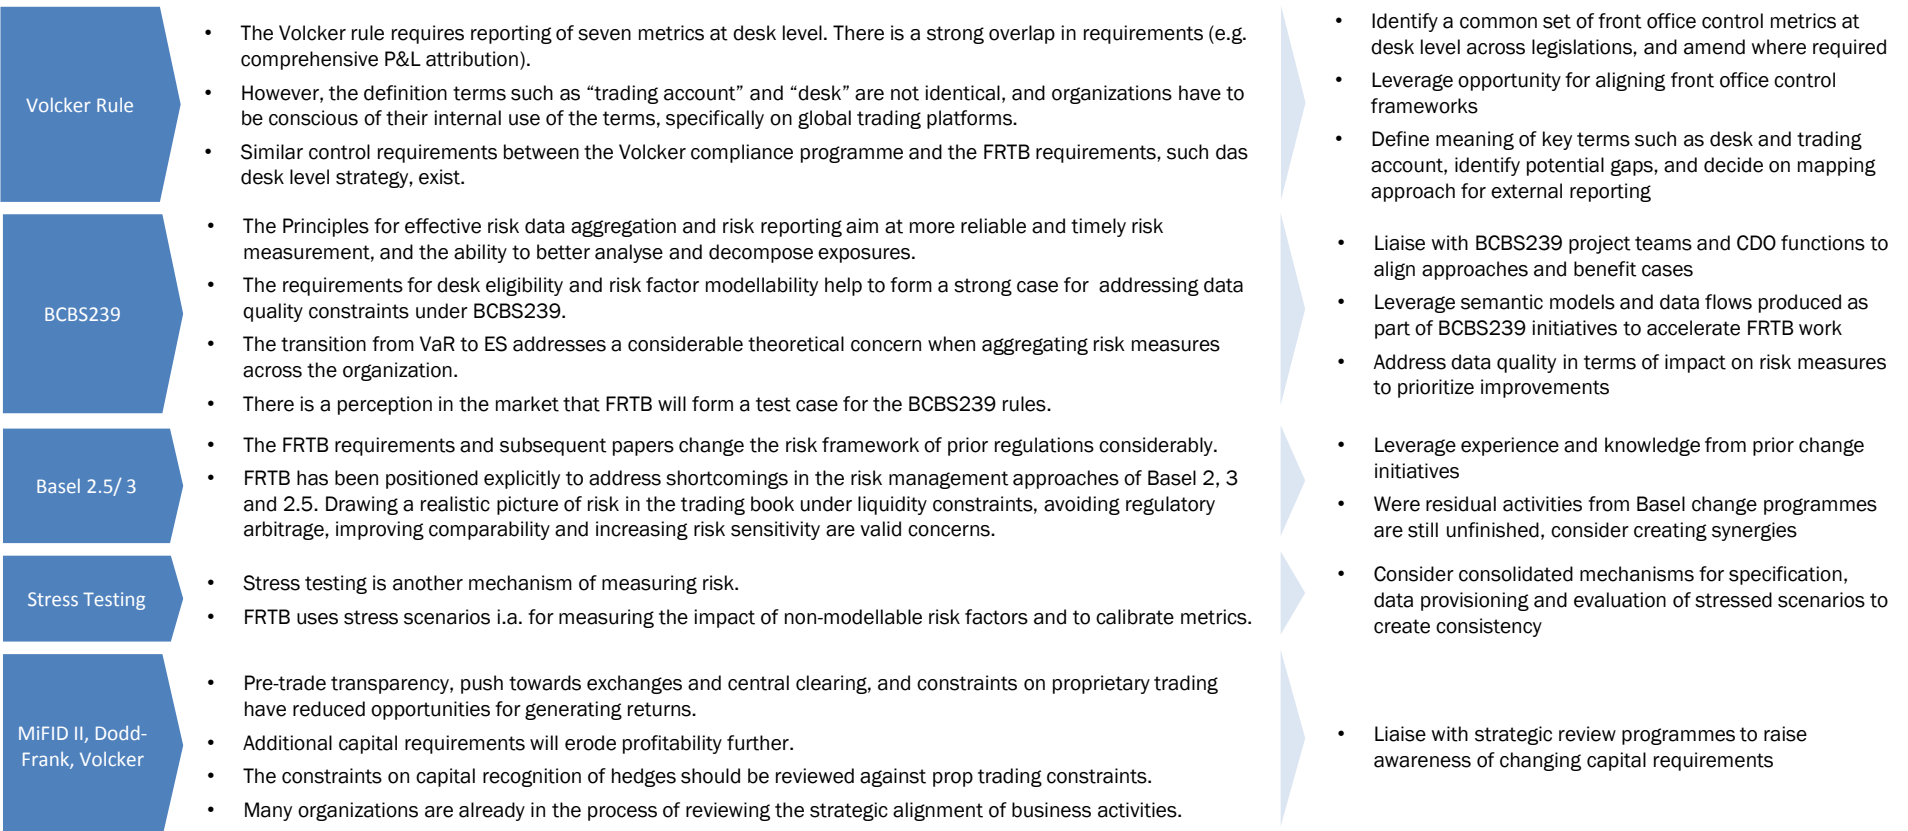 Volcker Rule
• The Volcker rule requires reporting of seven metrics at desk level. There is a strong overlap in requirements (e.g.
comprehensive P&L attribution).
• However, the definition terms such as “trading account” and “desk” are not identical, and organizations have to
be conscious of their internal use of the terms, specifically on global trading platforms.
• Similar control requirements between the Volcker compliance programme and the FRTB requirements, such das
desk level strategy, exist.
• Identify a common set of front office control metrics at
desk level across legislations, and amend where required
• Leverage opportunity for aligning front office control
frameworks
• Define meaning of key terms such as desk and trading
account, identify potential gaps, and decide on mapping
approach for external reporting
BCBS239
• The Principles for effective risk data aggregation and risk reporting aim at more reliable and timely risk
measurement, and the ability to better analyse and decompose exposures.
• The requirements for desk eligibility and risk factor modellability help to form a strong case for addressing data
quality constraints under BCBS239.
• The transition from VaR to ES addresses a considerable theoretical concern when aggregating risk measures
across the organization.
• There is a perception in the market that FRTB will form a test case for the BCBS239 rules.
• Liaise with BCBS239 project teams and CDO functions to
align approaches and benefit cases
• Leverage semantic models and data flows produced as
part of BCBS239 initiatives to accelerate FRTB work
• Address data quality in terms of impact on risk measures
to prioritize improvements
Basel 2.5/ 3
• The FRTB requirements and subsequent papers change the risk framework of prior regulations considerably.
• FRTB has been positioned explicitly to address shortcomings in the risk management approaches of Basel 2, 3
and 2.5. Drawing a realistic picture of risk in the trading book under liquidity constraints, avoiding regulatory
arbitrage, improving comparability and increasing risk sensitivity are valid concerns.
• Leverage experience and knowledge from prior change
initiatives
• Were residual activities from Basel change programmes
are still unfinished, consider creating synergies
Stress Testing
• Stress testing is another mechanism of measuring risk.
• FRTB uses stress scenarios i.a. for measuring the impact of non-modellable risk factors and to calibrate metrics.
• Consider consolidated mechanisms for specification,
data provisioning and evaluation of stressed scenarios to
create consistency
MiFID II, Dodd-
Frank, Volcker
• Pre-trade transparency, push towards exchanges and central clearing, and constraints on proprietary trading
have reduced opportunities for generating returns.
• Additional capital requirements will erode profitability further.
• The constraints on capital recognition of hedges should be reviewed against prop trading constraints.
• Many organizations are already in the process of reviewing the strategic alignment of business activities.
• Liaise with strategic review programmes to raise
awareness of changing capital requirements